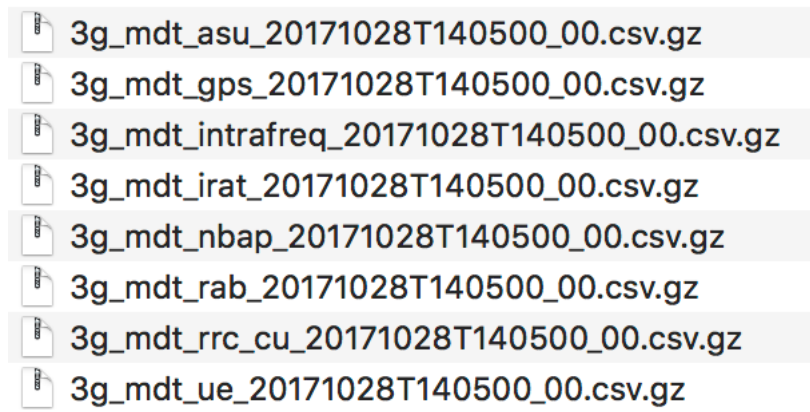 3g_mdt_asu_20171028T140500_00.csv.gz
3g_mdt_gps_20171028T140500_00.csv.gz
3g_mdt_intrafreq_20171028T140500_00.csv.gz
3g_mdt_irat_20171028T140500_00.csv.gz
3g_mdt_nbap_20171028T140500_00.csv.gz
3g_mdt_rab_20171028T140500_00.csv.gz
3g_mdt_rrc_cu_20171028T140500_00.csv.gz
3g_mdt_ue_20171028T140500_00.csv.gz